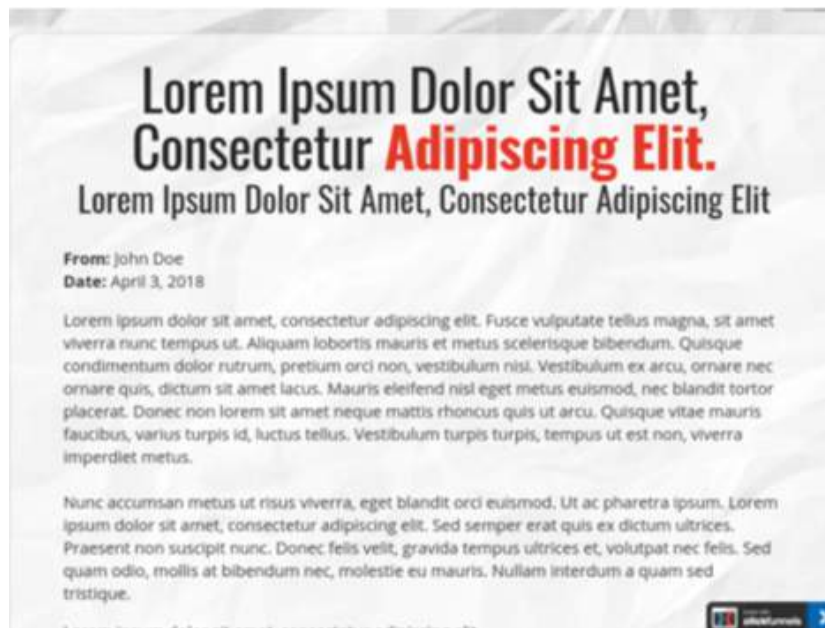 Lorem Ipsum Dolor Sit Amet,
Consectetur Adipiscing Elit.
Lorem Ipsum Dolor Sit Amet, Consectetur Adipiscing Elit
From: John Doe
Date: April 3, 2018
Lorem ipsum dolor sit amet, consectetur adipiscing elit. Fusce vulputate tellus magna, sit amet
viverra nunc tempus ut. Aliquam lobortis mauris et metus scelerisque bibendum. Quisque
condimentum dolor rutrum, pretium orci non, vestibulum nisi. Vestibulum ex arcu, ornare nec
ornare quis, dictum sit amet lacus. Mauris eleifend nisl eget metus euismod, nec blandit tortor
placerat. Donec non lorem sit amet neque mattis rhoncus quis ut arcu. Quisque vitae mauris
faucibus, varius turpis id, luctus tellus. Vestibulum turpis turpis, tempus ut est non, viverra
imperdiet metus.
Nunc accumsan metus ut risus viverra, eget blandit orci euismod. Ut ac pharetra ipsum. Lorem
ipsum dolor sit amet, consectetur adipiscing elit. Sed semper erat quis ex dictum ultrices.
Praesent non suscipit nunc. Donec felis velit, gravida tempus ultrices et, volutpat nec felis. Sed
quam odio, mollis at bibendum nec, molestie eu mauris. Nullam interdum a quam sed
tristique.
clickfunnels